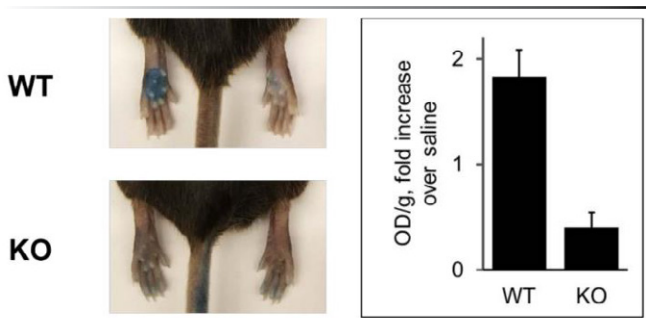 WT
KO
OD/g, fold increase
over saline
2
1
0
WT KO